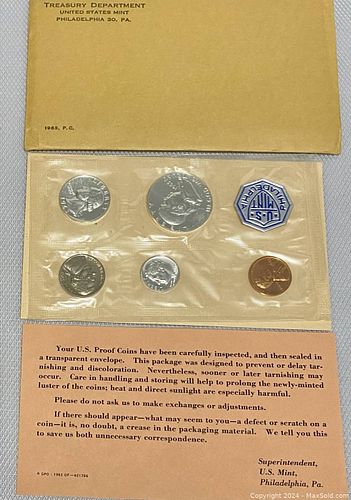 TREASURY DEPARTMENT
UNITED STATES MINT
PHILADELPHIA 30, PA.
1963, P.C.
LIBERTY
PHILADELPHIA
U.S.
MINT
Your U.S. Proof Coins have been carefully inspected, and then sealed in
a transparent envelope. This package was designed to prevent or delay tar-
nishing and discoloration. Nevertheless, sooner or later tarnishing may
occur. Care in handling and storing will help to prolong the newly-minted
luster of the coins; heat and direct sunlight are especially harmful.
Please do not ask us to make exchanges or adjustments.
If there should appear—what may seem to you—a defect or scratch on a
coin—it is, no doubt, a crease in the packaging material. We tell you this
to save us both unnecessary correspondence.
Superintendent,
U.S. Mint,
Philadelphia, Pa.
Copyright - 2024 - MaxSold.com